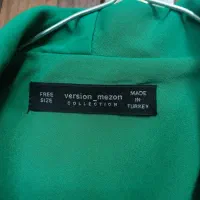 FREE SIZE
version_mezon
COLLECTION
MADE IN TURKEY